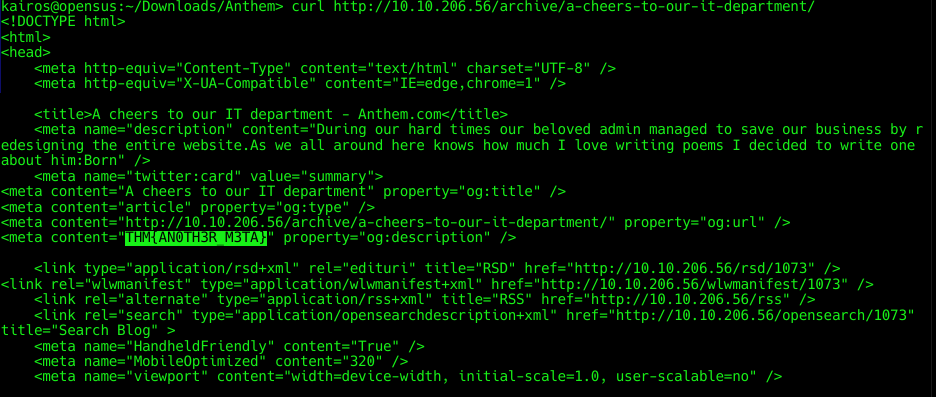 kairos@opensus:~/Downloads/Anthem> curl http://10.10.206.56/archive/a-cheers-to-our-it-department/
<!DOCTYPE html>
<html>
<head>
    <meta http-equiv="Content-Type" content="text/html" charset="UTF-8" />
    <meta http-equiv="X-UA-Compatible" content="IE=edge,chrome=1" />

    <title>A cheers to our IT department - Anthem.com</title>
    <meta name="description" content="During our hard times our beloved admin managed to save our business by r
edesigning the entire website.As we all around here knows how much I love writing poems I decided to write one
about him:Born" />
    <meta name="twitter:card" value="summary">
<meta content="A cheers to our IT department" property="og:title" />
<meta content="article" property="og:type" />
<meta content="http://10.10.206.56/archive/a-cheers-to-our-it-department/" property="og:url" />
<meta content="THM{AN0TH3R_M3TA}" property="og:description" />

    <link type="application/rsd+xml" rel="edituri" title="RSD" href="http://10.10.206.56/rsd/1073" />
<link rel="wlwmanifest" type="application/wlwmanifest+xml" href="http://10.10.206.56/wlwmanifest/1073" />
    <link rel="alternate" type="application/rss+xml" title="RSS" href="http://10.10.206.56/rss" />
    <link rel="search" type="application/opensearchdescription+xml" href="http://10.10.206.56/opensearch/1073"
title="Search Blog" >
    <meta name="HandheldFriendly" content="True" />
    <meta name="MobileOptimized" content="320" />
    <meta name="viewport" content="width=device-width, initial-scale=1.0, user-scalable=no" />